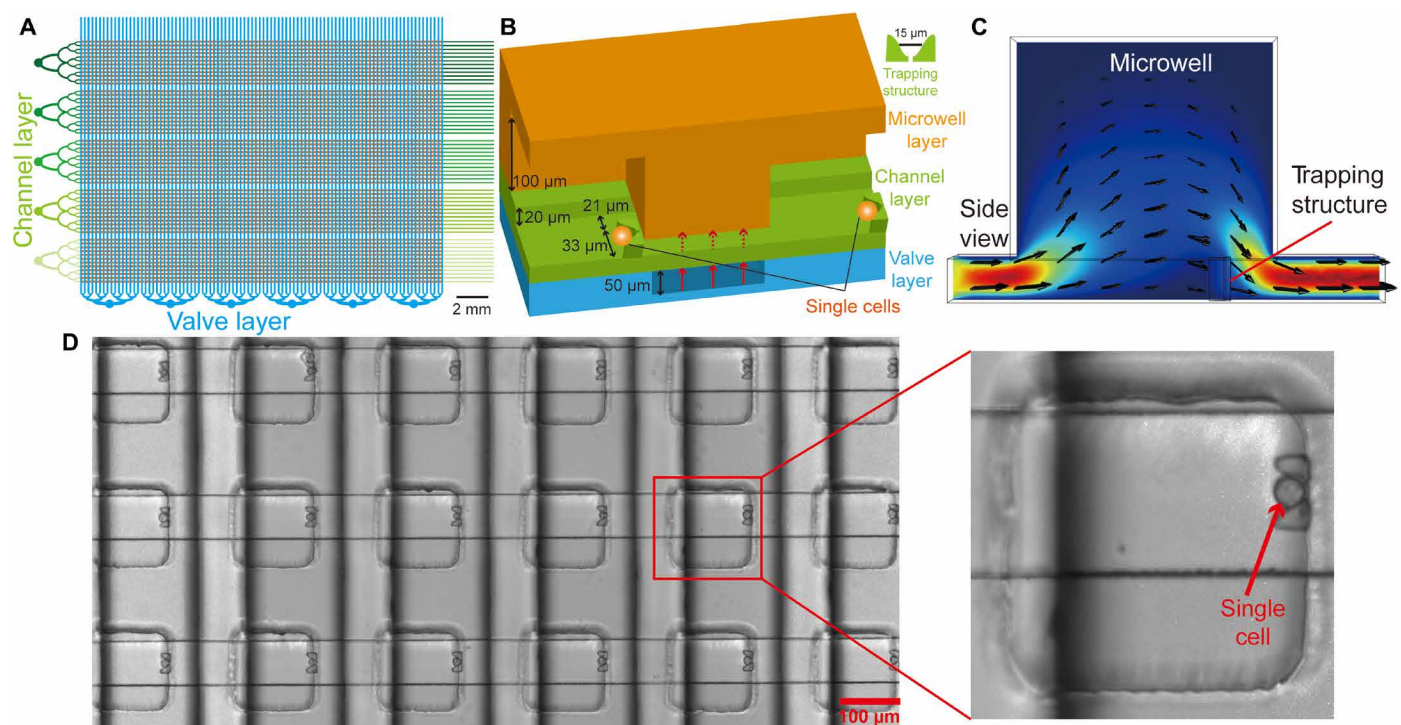 A
Channel layer
Valve layer
2 mm
B
15 µm
Trapping
structure
Microwell
layer
100 µm
Channel
layer
20 µm
21 µm
33 µm
Valve
layer
50 µm
Single cells
C
Microwell
Side
view
Trapping
structure
D
100 µm
Single
cell